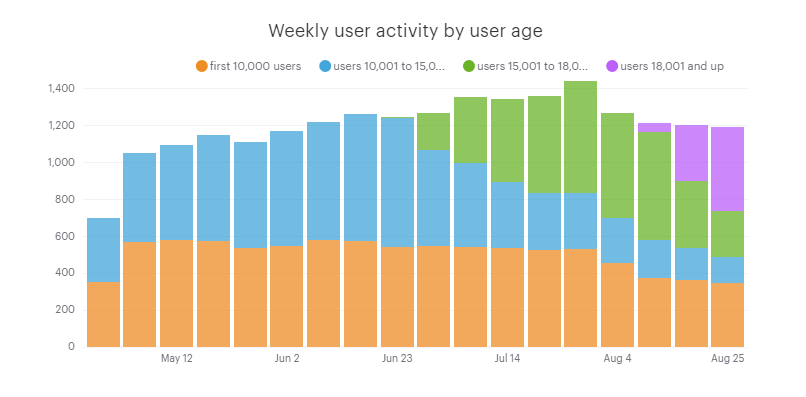 Weekly user activity by user age
first 10,000 users users 10,001 to 15,0... users 15,001 to 18,0... users 18,001 and up
1,400
1,200
1,000
800
600
400
200
0
May 12 Jun 2 Jun 23 Jul 14 Aug 4 Aug 25